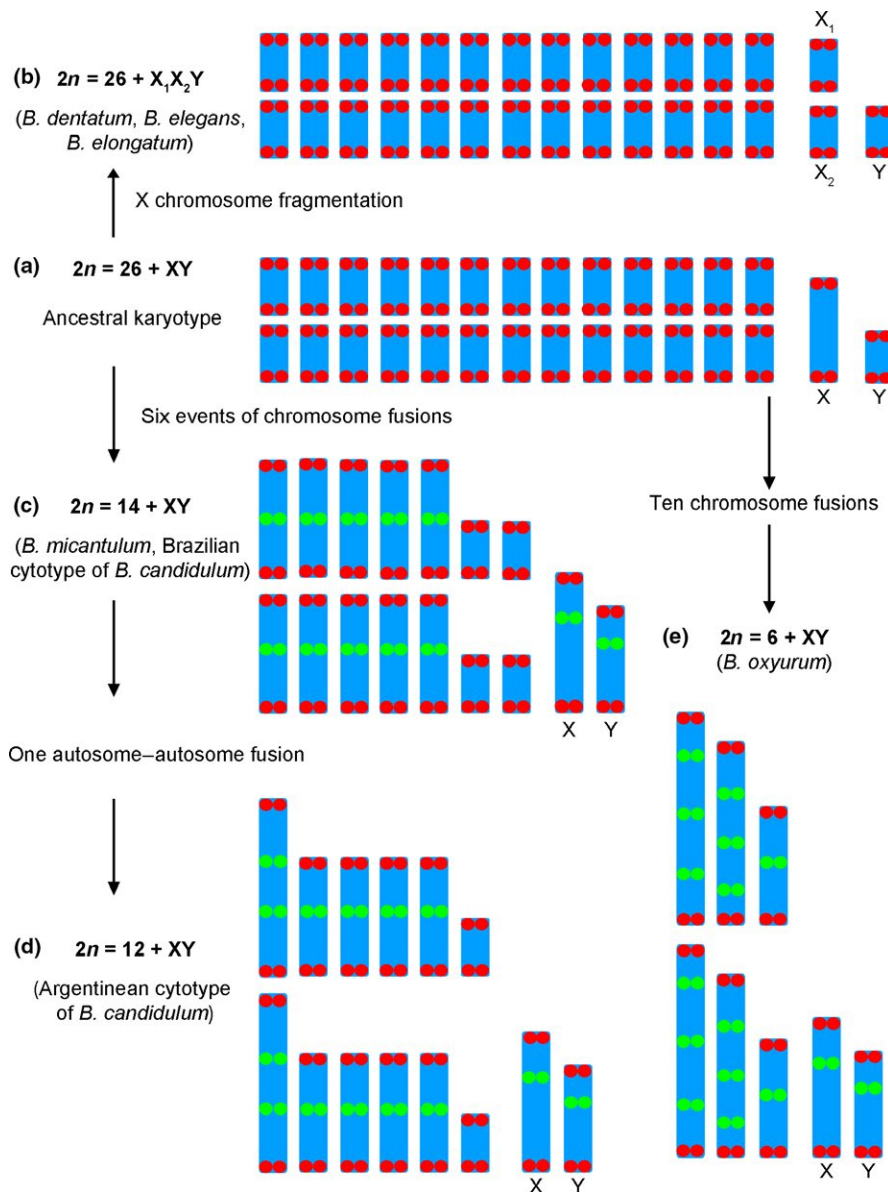 X₁
(b) 2n = 26 + X₁X₂Y
(B. dentatum, B. elegans,
B. elongatum)
X₂ Y
X chromosome fragmentation
(a) 2n = 26 + XY
Ancestral karyotype
X Y
Six events of chromosome fusions
Ten chromosome fusions
(c) 2n = 14 + XY
(B. micantulum, Brazilian
cytotype of B. candidulum)
X Y
(e) 2n = 6 + XY
(B. oxyurum)
One autosome–autosome fusion
(d) 2n = 12 + XY
(Argentinean cytotype
of B. candidulum)
X Y
X Y